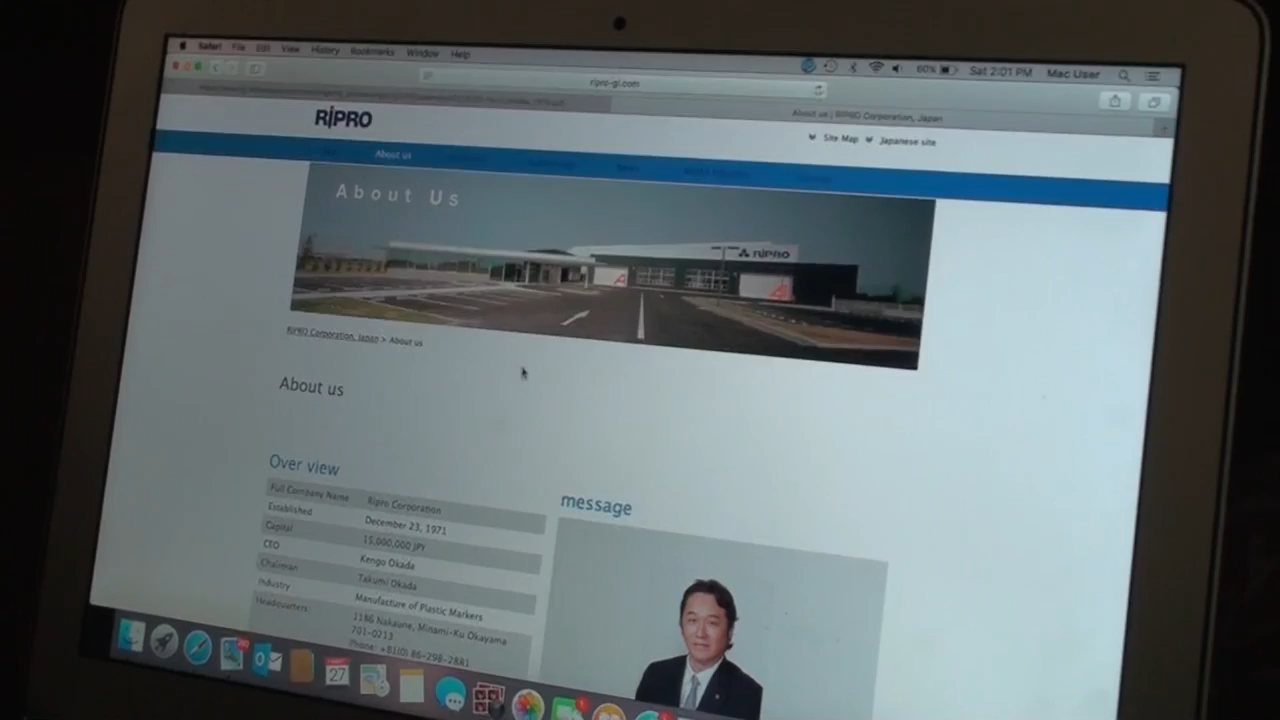 Safari File Edit View History Bookmarks Window Help
60% Sat 2:01 PM Mac User
ripro-gl.com
About us | RIPRO Corporation, Japan
RiPRO
Site Map Japanese site
About us
About Us
RiPRO
RIPRO Corporation, Japan > About us
About us
Over view
Full Company Name Ripro Corporation
Established December 23, 1971
Capital 15,000,000 JPY
CEO Kengo Okada
Chairman Takumi Okada
Industry Manufacture of Plastic Markers
Headquarters 1186 Nakaune, Minami-Ku Okayama
701-0213
Phone: +81(0) 86-298-2881
message
27